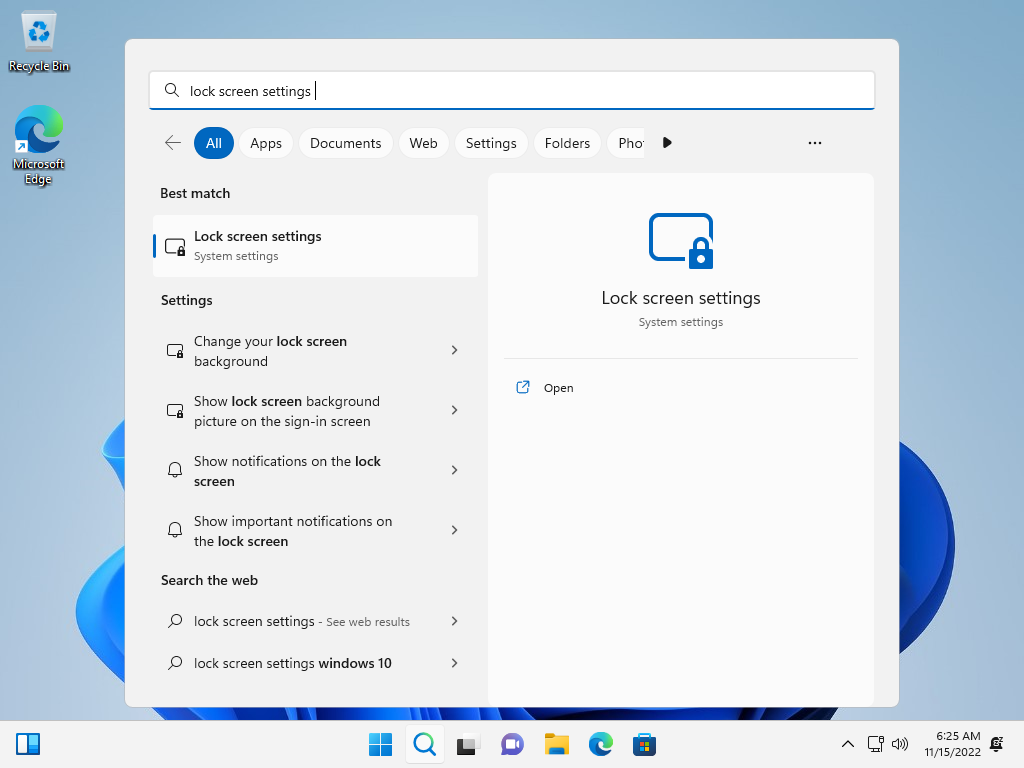 Recycle Bin
Microsoft
Edge
lock screen settings
All
Apps
Documents
Web
Settings
Folders
Pho
Best match
Lock screen settings
System settings
Settings
Change your lock screen
background
Show lock screen background
picture on the sign-in screen
Show notifications on the lock
screen
Show important notifications on
the lock screen
Search the web
lock screen settings - See web results
lock screen settings windows 10
Lock screen settings
System settings
Open
6:25 AM
11/15/2022